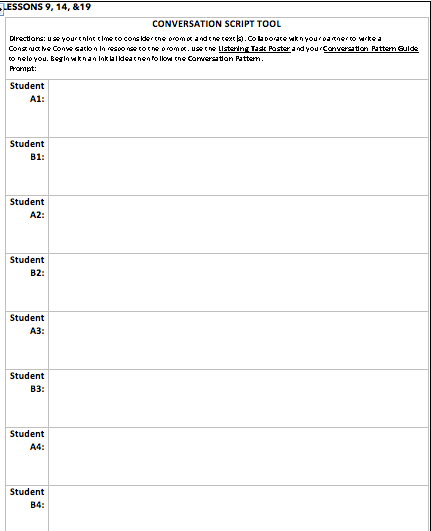 LESSONS 9, 14, &19
CONVERSATION SCRIPT TOOL
Directions: use your think time to consider the prompt and the text(s). Collaborate with your partner to write a
Constructive Conversation in response to the prompt. use the Listening Task Poster and your Conversation Pattern Guide
to help you. Begin with an initial idea then follow the Conversation Pattern.
Prompt:
Student
A1:
Student
B1:
Student
A2:
Student
B2:
Student
A3:
Student
B3:
Student
A4:
Student
B4: